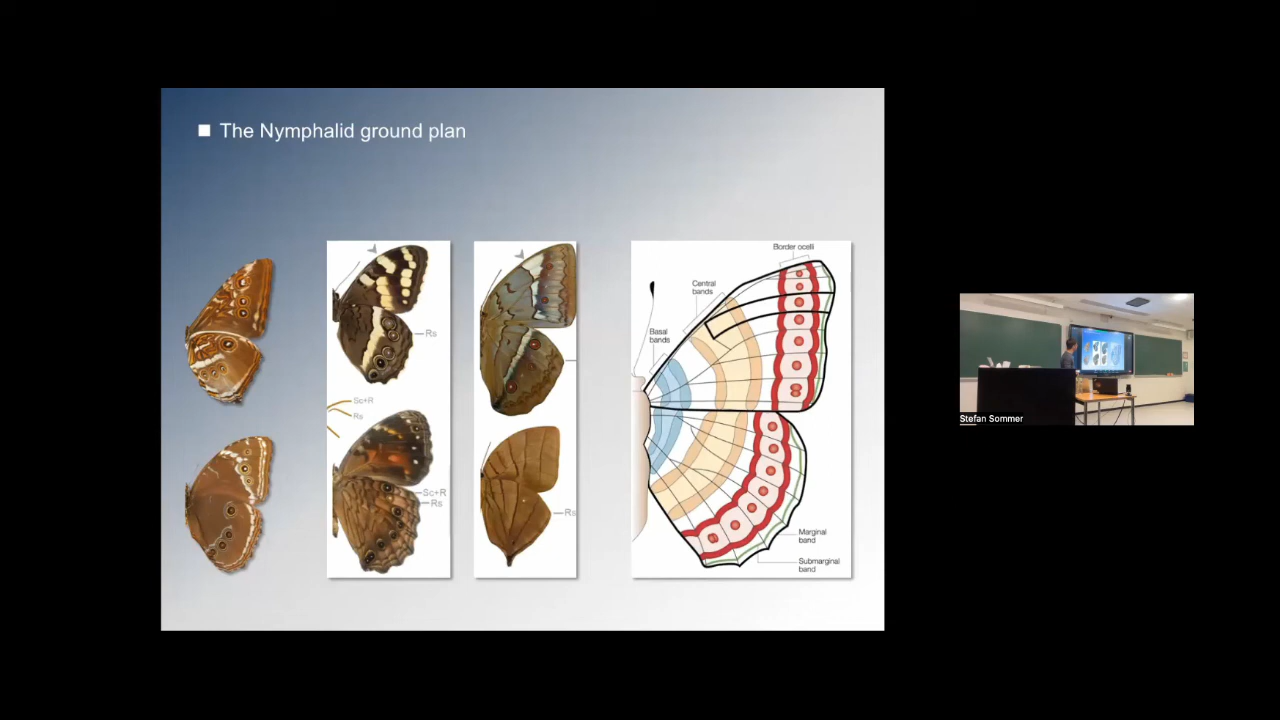 The Nymphalid ground plan
Border ocelli
Central
bands
Basal
bands
Rs
Sc+R
Rs
Sc+R
Rs
Rs
Marginal
band
Submarginal
band
Stefan Sommer